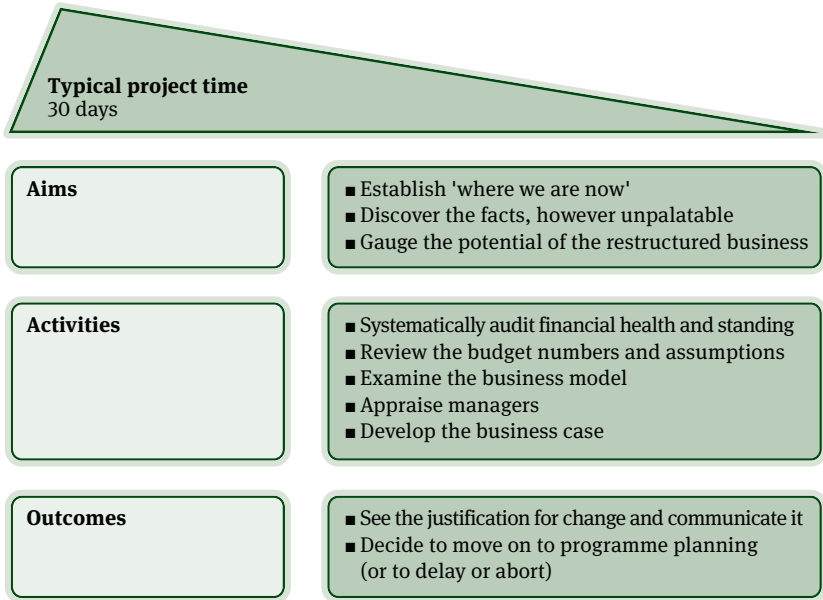 Typical project time
30 days
Aims
■ Establish 'where we are now'
■ Discover the facts, however unpalatable
■ Gauge the potential of the restructured business
Activities
■ Systematically audit financial health and standing
■ Review the budget numbers and assumptions
■ Examine the business model
■ Appraise managers
■ Develop the business case
Outcomes
■ See the justification for change and communicate it
■ Decide to move on to programme planning
(or to delay or abort)